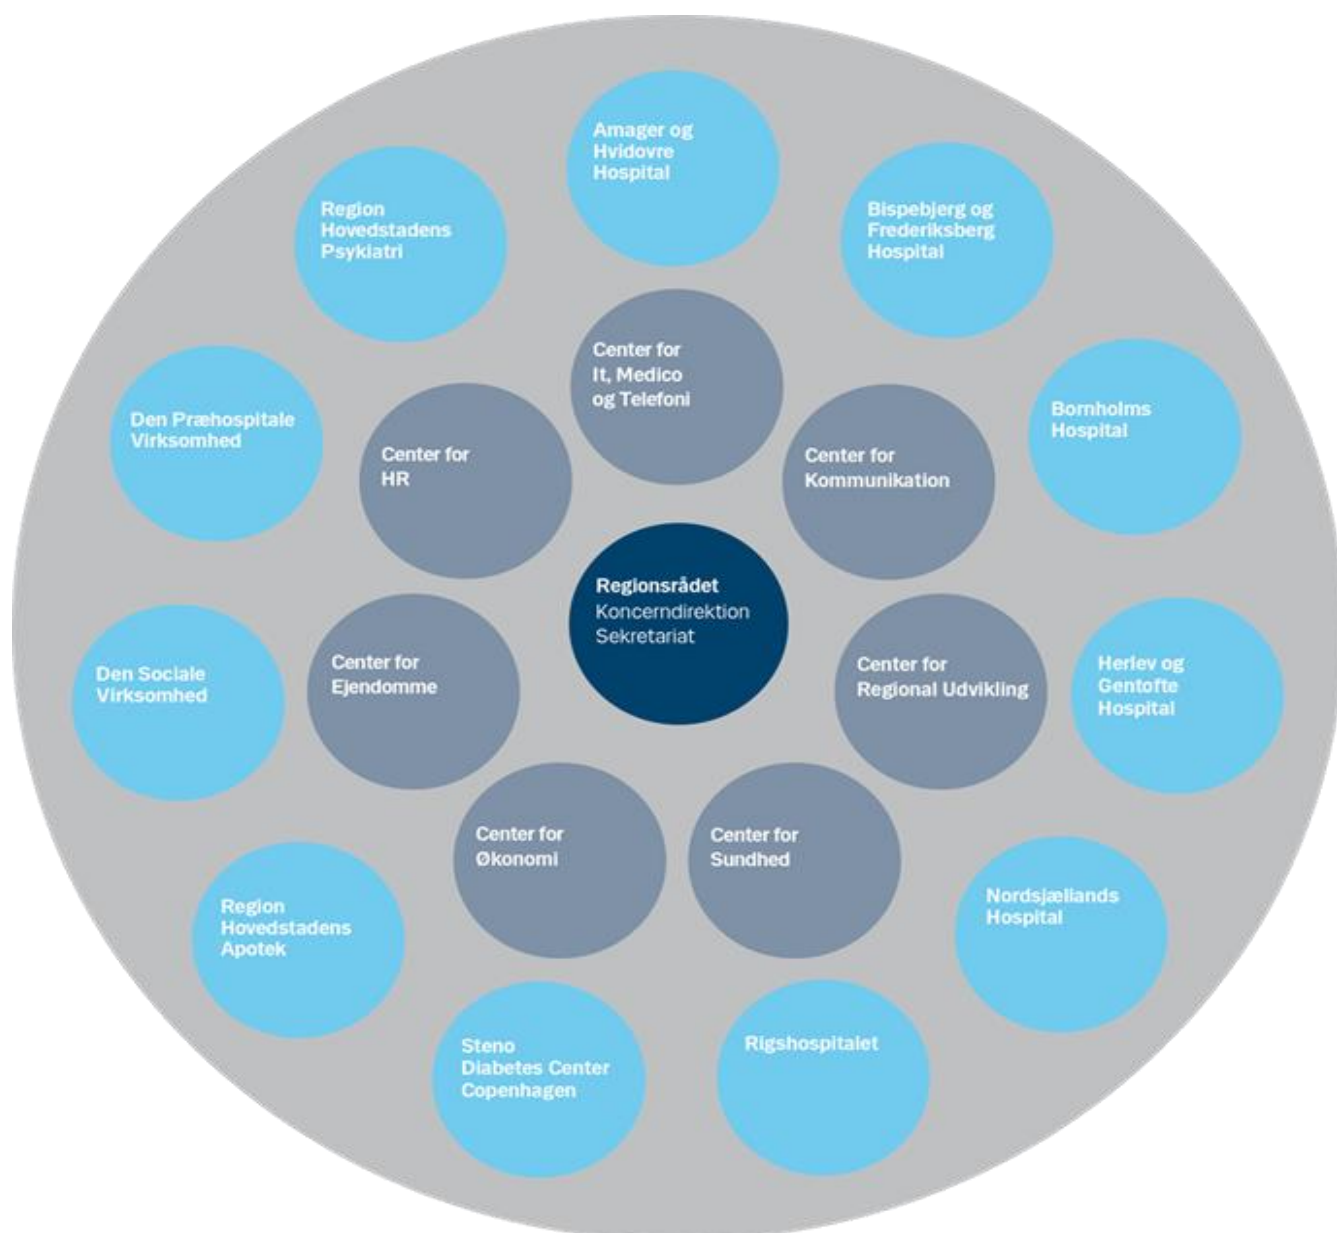 Amager og
Hvidovre
Hospital
Region
Hovedstadens
Psykiatri
Bispebjerg og
Frederiksberg
Hospital
Center for
It, Medico
og Telefoni
Den Præhospitale
Virksomhed
Center for
HR
Center for
Kommunikation
Bornholms
Hospital
Regionsrådet
Koncerndirektion
Sekretariat
Den Sociale
Virksomhed
Center for
Ejendomme
Center for
Regional Udvikling
Herlev og
Gentofte
Hospital
Center for
Økonomi
Center for
Sundhed
Region
Hovedstadens
Apotek
Nordsjællands
Hospital
Steno
Diabetes Center
Copenhagen
Rigshospitalet